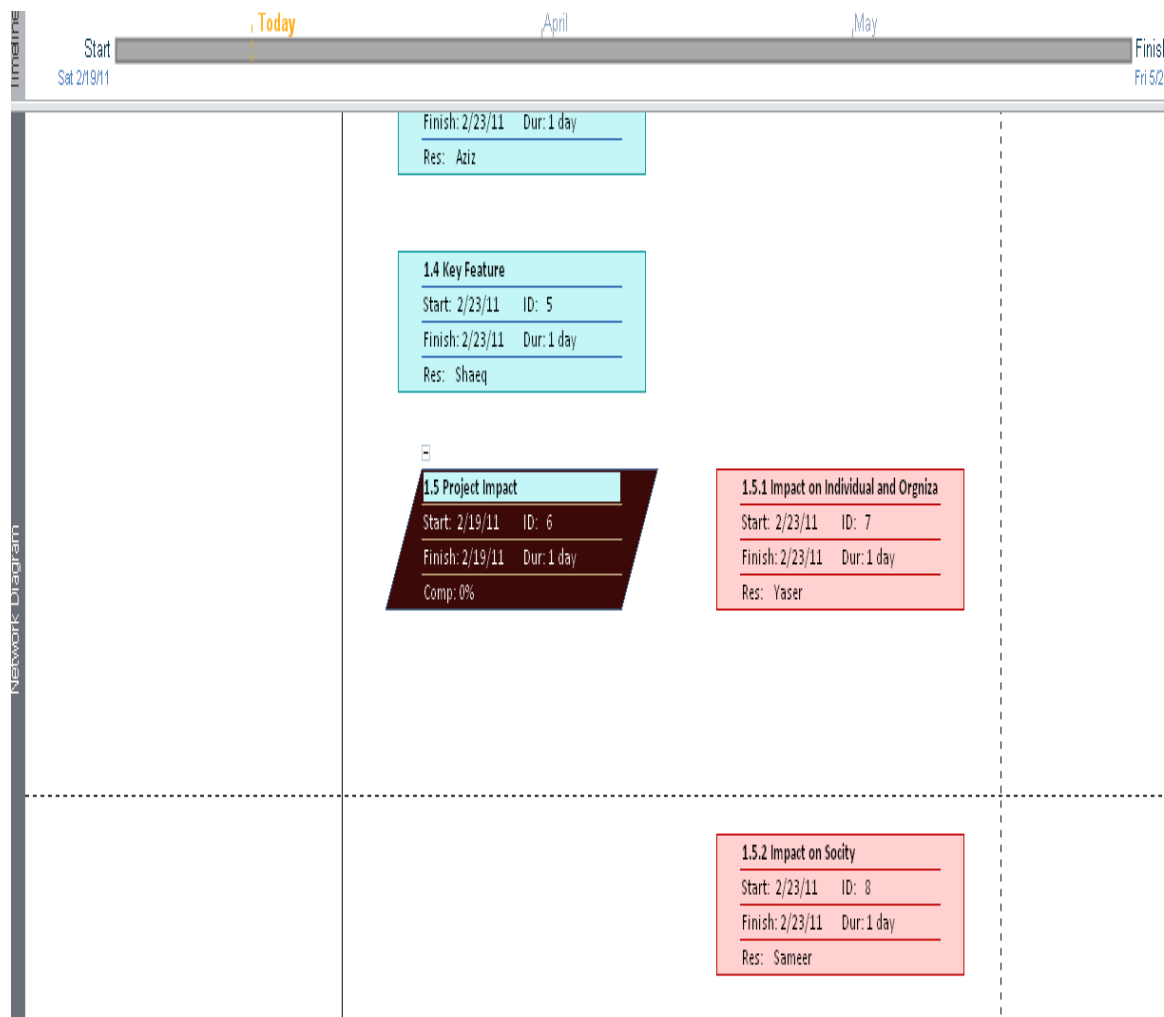 Timeline
Today
April
May
Start
Finish
Sat 2/19/11
Fri 5/2
Network Diagram
Finish: 2/23/11 Dur: 1 day
Res: Aziz
1.4 Key Feature
Start: 2/23/11 ID: 5
Finish: 2/23/11 Dur: 1 day
Res: Shaeq
1.5 Project Impact
Start: 2/19/11 ID: 6
Finish: 2/19/11 Dur: 1 day
Comp: 0%
1.5.1 Impact on Individual and Orgniza
Start: 2/23/11 ID: 7
Finish: 2/23/11 Dur: 1 day
Res: Yaser
1.5.2 Impact on Socity
Start: 2/23/11 ID: 8
Finish: 2/23/11 Dur: 1 day
Res: Sameer